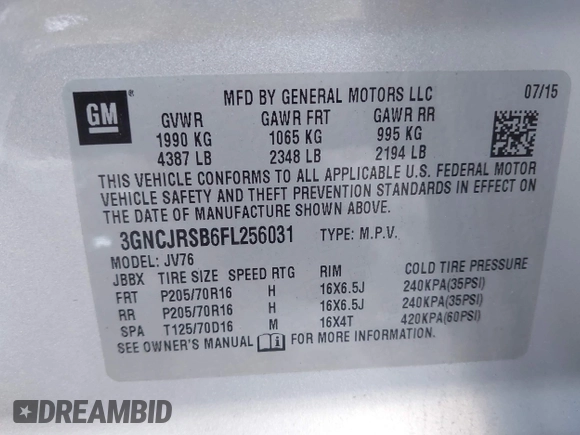 GM ®
MFD BY GENERAL MOTORS LLC 07/15
GVWR GAWR FRT GAWR RR
1990 KG 1065 KG 995 KG
4387 LB 2348 LB 2194 LB
THIS VEHICLE CONFORMS TO ALL APPLICABLE U.S. FEDERAL MOTOR
VEHICLE SAFETY AND THEFT PREVENTION STANDARDS IN EFFECT ON
THE DATE OF MANUFACTURE SHOWN ABOVE.
3GNCJRSB6FL256031 TYPE: M.P.V.
MODEL: JV76
JBBX TIRE SIZE SPEED RTG RIM COLD TIRE PRESSURE
FRT P205/70R16 H 16X6.5J 240KPA(35PSI)
RR P205/70R16 H 16X6.5J 240KPA(35PSI)
SPA T125/70D16 M 16X4T 420KPA(60PSI)
SEE OWNER'S MANUAL FOR MORE INFORMATION.
DREAMBID